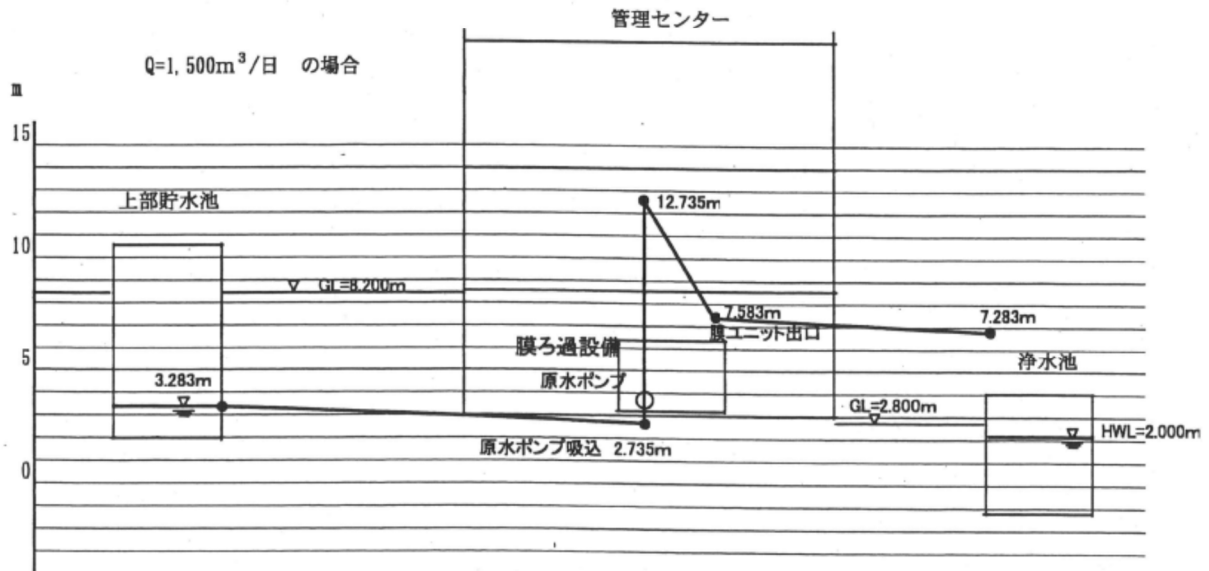 管理センター
Q=1,500m³/日 の場合
m
15
上部貯水池
12.735m
10
GL=8.200m
7.583m
7.283m
膜ユニット出口
膜ろ過設備
5
浄水池
3.283m
原水ポンプ
GL=2.800m
HWL=2.000m
原水ポンプ吸込 2.735m
0